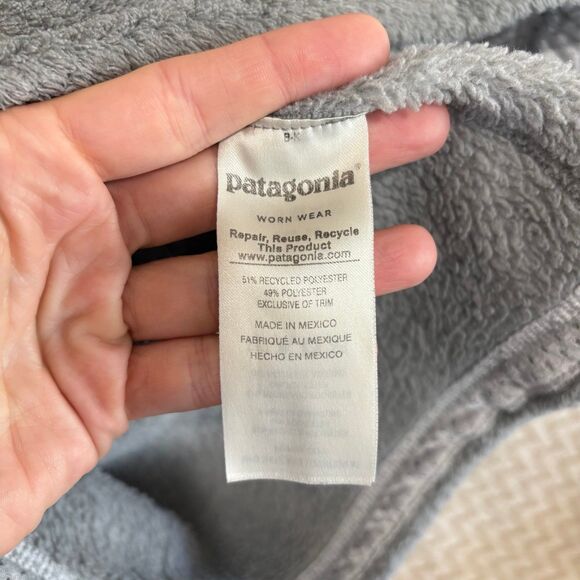 patagonia®
WORN WEAR
Repair, Reuse, Recycle
This Product
www.patagonia.com
51% RECYCLED POLYESTER
49% POLYESTER
EXCLUSIVE OF TRIM
MADE IN MEXICO
FABRIQUÉ AU MEXIQUE
HECHO EN MEXICO